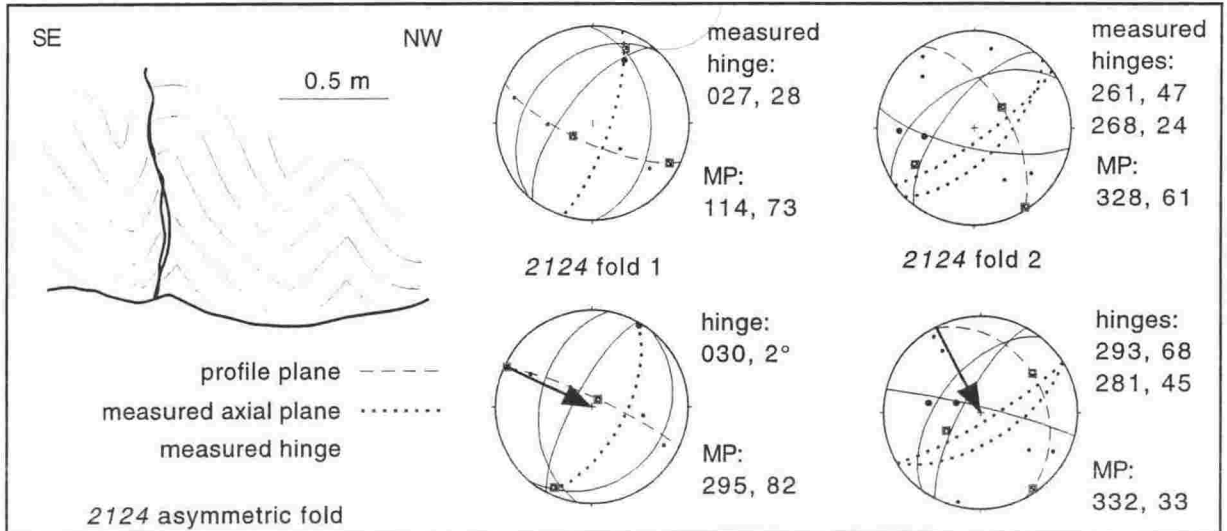 SE
NW
0.5 m
profile plane
measured axial plane
measured hinge
2124 asymmetric fold
measured
hinge:
027, 28
MP:
114, 73
2124 fold 1
measured
hinges:
261, 47
268, 24
MP:
328, 61
2124 fold 2
hinge:
030, 2°
MP:
295, 82
hinges:
293, 68
281, 45
MP:
332, 33